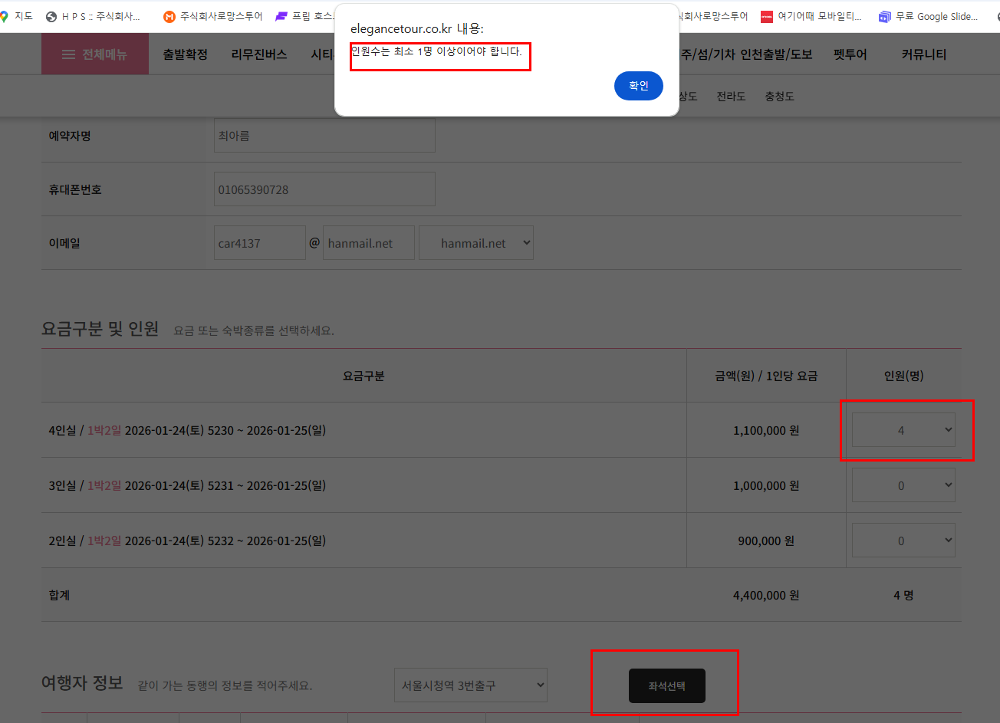 지도
H P S :: 주식회사...
주식회사로망스투어
프립 호스
식회사로망스투어
여기어때 모바일티...
무료 Google Slide...
elegancetour.co.kr 내용:
인원수는 최소 1명 이상이어야 합니다.
확인
전체메뉴
출발확정
리무진버스
시티
주/섬/기차
인천출발/도보
펫투어
커뮤니티
상도
전라도
충청도
예약자명
최아름
휴대폰번호
01065390728
이메일
car4137 @ hanmail.net hanmail.net
요금구분 및 인원 요금 또는 숙박종류를 선택하세요.
요금구분 금액(원) / 1인당 요금 인원(명)
4인실 / 1박2일 2026-01-24(토) 5230 ~ 2026-01-25(일) 1,100,000 원 4
3인실 / 1박2일 2026-01-24(토) 5231 ~ 2026-01-25(일) 1,000,000 원 0
2인실 / 1박2일 2026-01-24(토) 5232 ~ 2026-01-25(일) 900,000 원 0
합계 4,400,000 원 4 명
여행자 정보 같이 가는 동행의 정보를 적어주세요. 서울시청역 3번출구 좌석선택